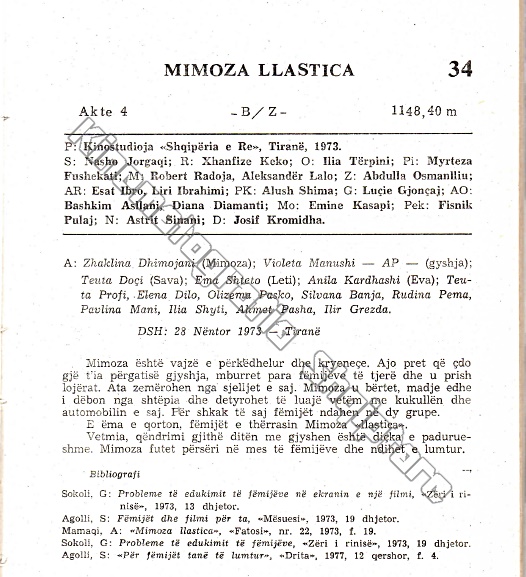 MIMOZA LLASTICA 34
Akte 4 - B / Z - 1148,40 m
P: Kinostudioja «Shqipëria e Re», Tiranë, 1973.
S: Nasho Jorgaqi; R: Xhanfize Keko; O: Ilia Tërpini; Pi: Myrteza
Fushekati; M: Robert Radoja, Aleksandër Lalo; Z: Abdulla Osmanlliu;
AR: Esat Ibro, Liri Ibrahimi; PK: Alush Shima; G: Luçie Gjonçaj; AO:
Bashkim Asllani, Diana Diamanti; Mo: Emine Kasapi; Pek: Fisnik
Pulaj; N: Astrit Sinani; D: Josif Kromidha.
A: Zhaklina Dhimojani (Mimoza); Violeta Manushi — AP — (gyshja);
Teuta Doçi (Sava); Ema Shteto (Leti); Anila Kardhashi (Eva); Teu-
ta Profi, Elena Dilo, Olizema Pasko, Silvana Banja, Rudina Pema,
Pavlina Mani, Ilia Shyti, Ahmet Pasha, Ilir Grezda.
DSH: 28 Nëntor 1973 — Tiranë
Mimoza është vajzë e përkëdhelur dhe kryeneçe. Ajo pret që çdo
gjë t'ia përgatisë gjyshja, mburret para fëmijëve të tjerë dhe u prish
lojërat. Ata zemërohen nga sjelljet e saj. Mimoza u bërtet, madje edhe
i dëbon nga shtëpia dhe detyrohet të luajë vetëm me kukullën dhe
automobilin e saj. Për shkak të saj fëmijët ndahen në dy grupe.
E ëma e qorton, fëmijët e thërrasin Mimoza «llastica».
Vetmia, qëndrimi gjithë ditën me gjyshen është diçka e padurue-
shme. Mimoza futet përsëri në mes të fëmijëve dhe ndihet e lumtur.
Bibliografi
Sokoli, G: Probleme të edukimit të fëmijëve në ekranin e një filmi, «Zëri i ri-
nisë», 1973, 13 dhjetor.
Agolli, S: Fëmijët dhe filmi për ta, «Mësuesi», 1973, 19 dhjetor.
Mamaqi, A: «Mimoza llastica», «Fatosi», nr. 22, 1973, f. 19.
Sokoli, G: Probleme të edukimit të fëmijëve, «Zëri i rinisë», 1973, 19 dhjetor.
Agolli, S: «Për fëmijët tanë të lumtur», «Drita», 1977, 12 qershor, f. 4.
Kinematografia Shqiptare